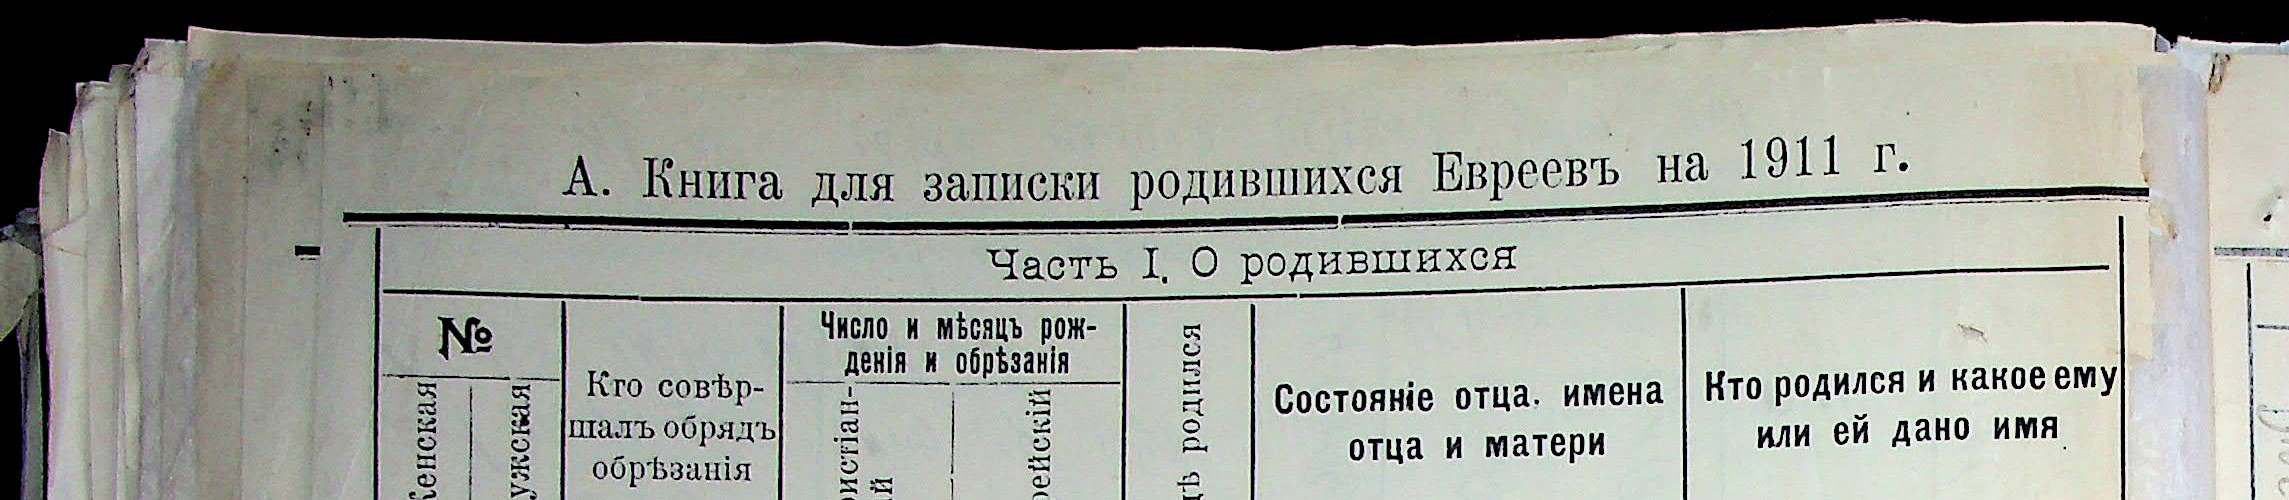 А. Книга для записки родившихся Евреевъ на 1911 г.
Часть I. О родившихся
№
Число и мѣсяцъ рож-
денія и обрѣзанія
Кто совѣр-
шалъ обрядъ
обрѣзанія
родился
Состояніе отца. имена
отца и матери
Кто родился и какое ему
или ей дано имя